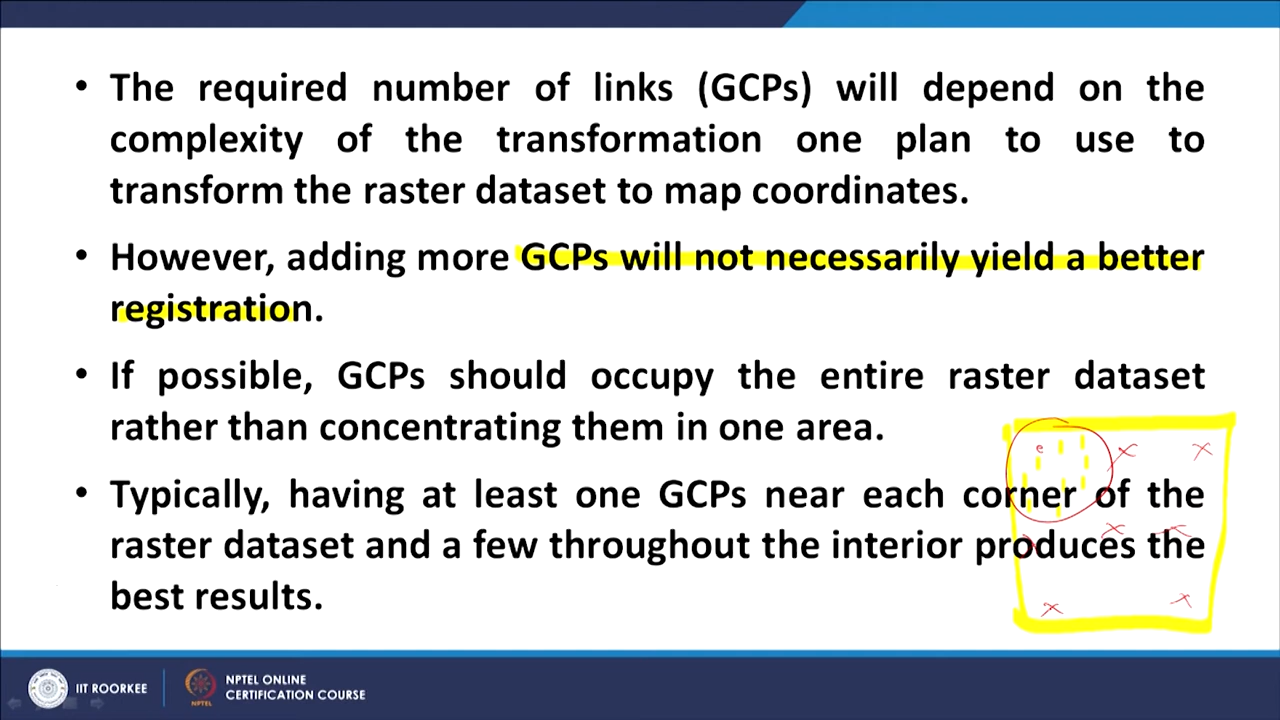 • The required number of links (GCPs) will depend on the
complexity of the transformation one plan to use to
transform the raster dataset to map coordinates.
• However, adding more GCPs will not necessarily yield a better
registration.
• If possible, GCPs should occupy the entire raster dataset
rather than concentrating them in one area.
• Typically, having at least one GCPs near each corner of the
raster dataset and a few throughout the interior produces the
best results.
IIT ROORKEE
NPTEL
NPTEL ONLINE
CERTIFICATION COURSE